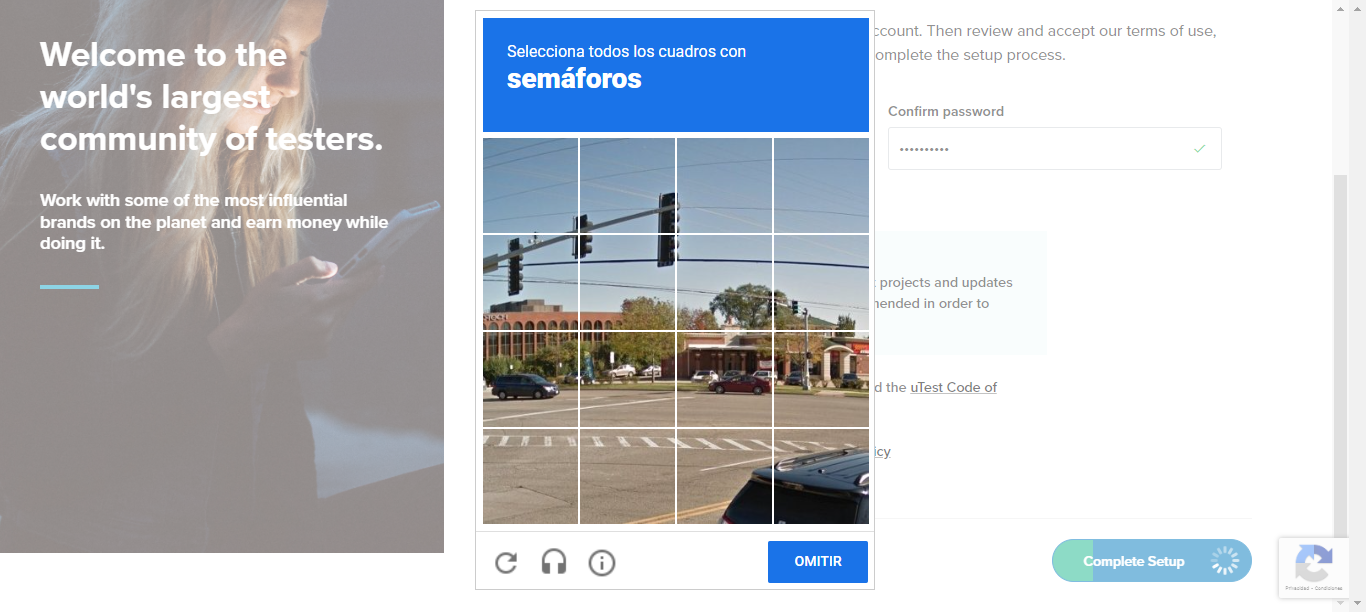 Welcome to the
world's largest
community of testers.
Work with some of the most influential
brands on the planet and earn money while
doing it.
Selecciona todos los cuadros con
semáforos
OMITIR
ccount. Then review and accept our terms of use,
omplete the setup process.
Confirm password
••••••••••
projects and updates
nended in order to
d the uTest Code of
icy
Complete Setup
Privacidad - Condiciones